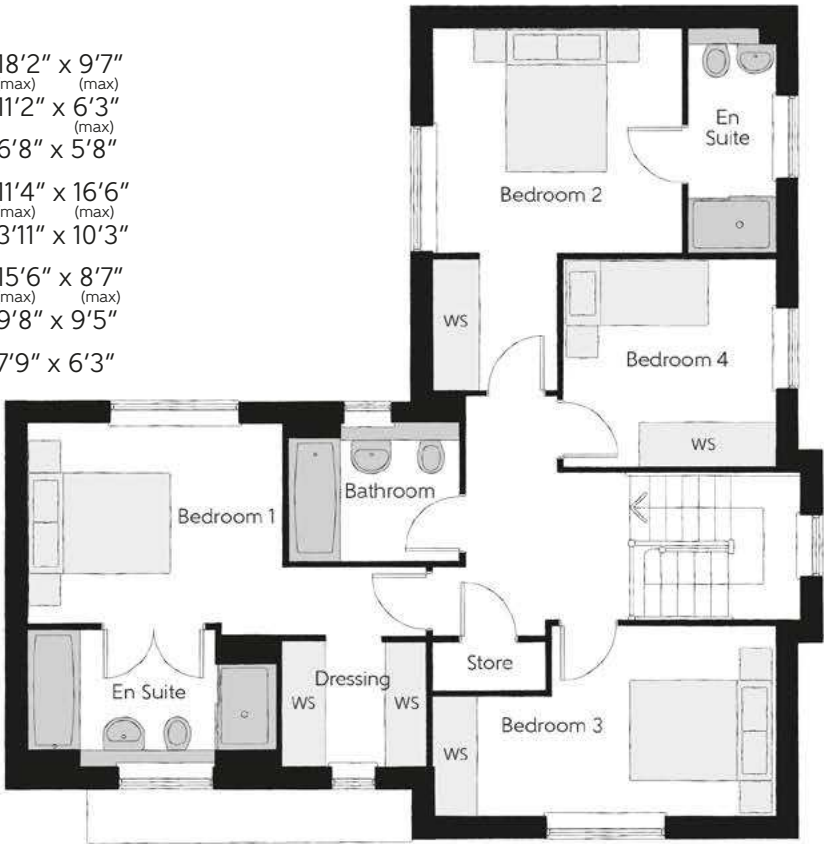 18'2" x 9'7"
(max) (max)
11'2" x 6'3"
(max)
6'8" x 5'8"
11'4" x 16'6"
(max) (max)
3'11" x 10'3"
15'6" x 8'7"
(max) (max)
9'8" x 9'5"
7'9" x 6'3"
En
Suite
Bedroom 2
WS
Bedroom 4
WS
Bathroom
Bedroom 1
En Suite
WS
Dressing
WS
Store
Bedroom 3
WS